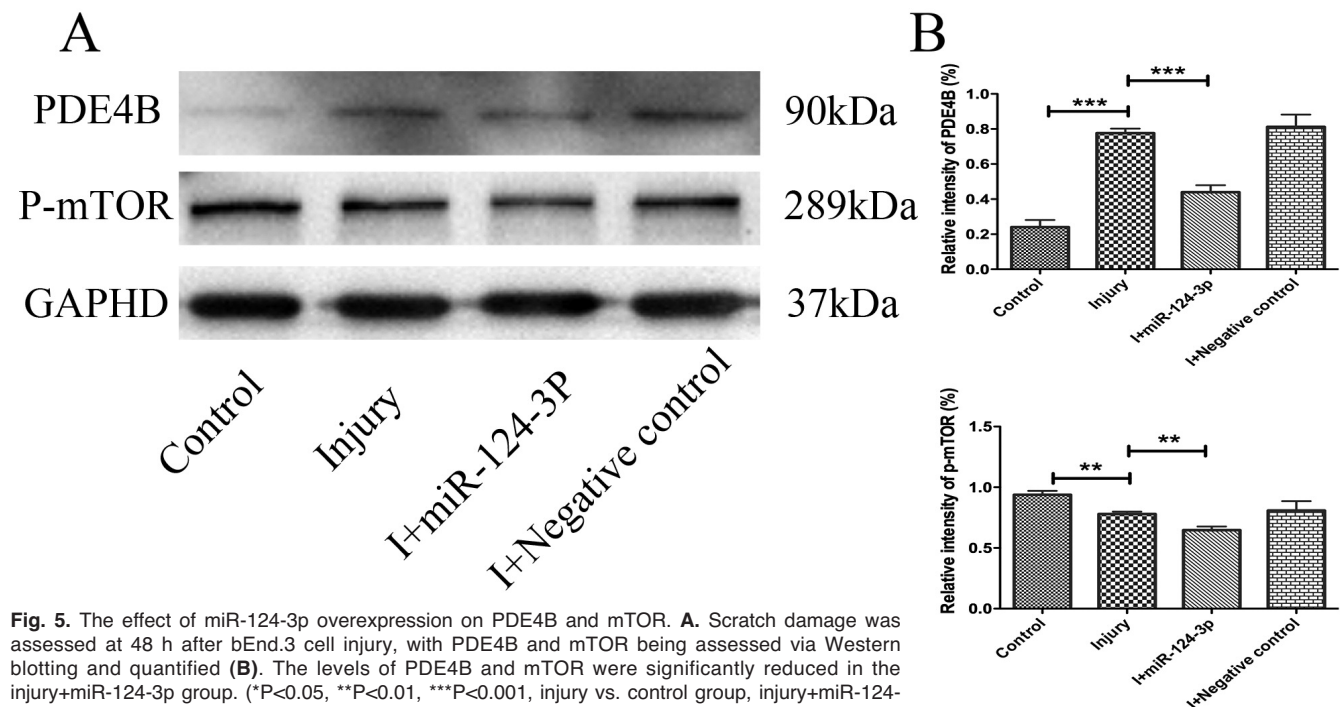 A
PDE4B
90kDa
P-mTOR
289kDa
GAPHD
37kDa
Control
Injury
I+miR-124-3P
I+Negative control
B
Relative intensity of PDE4B (%)
1.0
0.8
0.6
0.4
0.2
0.0
***
***
Control
Injury
I+miR-124-3p
I+Negative control
Relative intensity of p-mTOR (%)
1.5
1.0
0.5
0.0
**
**
Control
Injury
I+miR-124-3p
I+Negative control
Fig. 5. The effect of miR-124-3p overexpression on PDE4B and mTOR. A. Scratch damage was
assessed at 48 h after bEnd.3 cell injury, with PDE4B and mTOR being assessed via Western
blotting and quantified (B). The levels of PDE4B and mTOR were significantly reduced in the
injury+miR-124-3p group. (*P<0.05, **P<0.01, ***P<0.001, injury vs. control group, injury+miR-124-